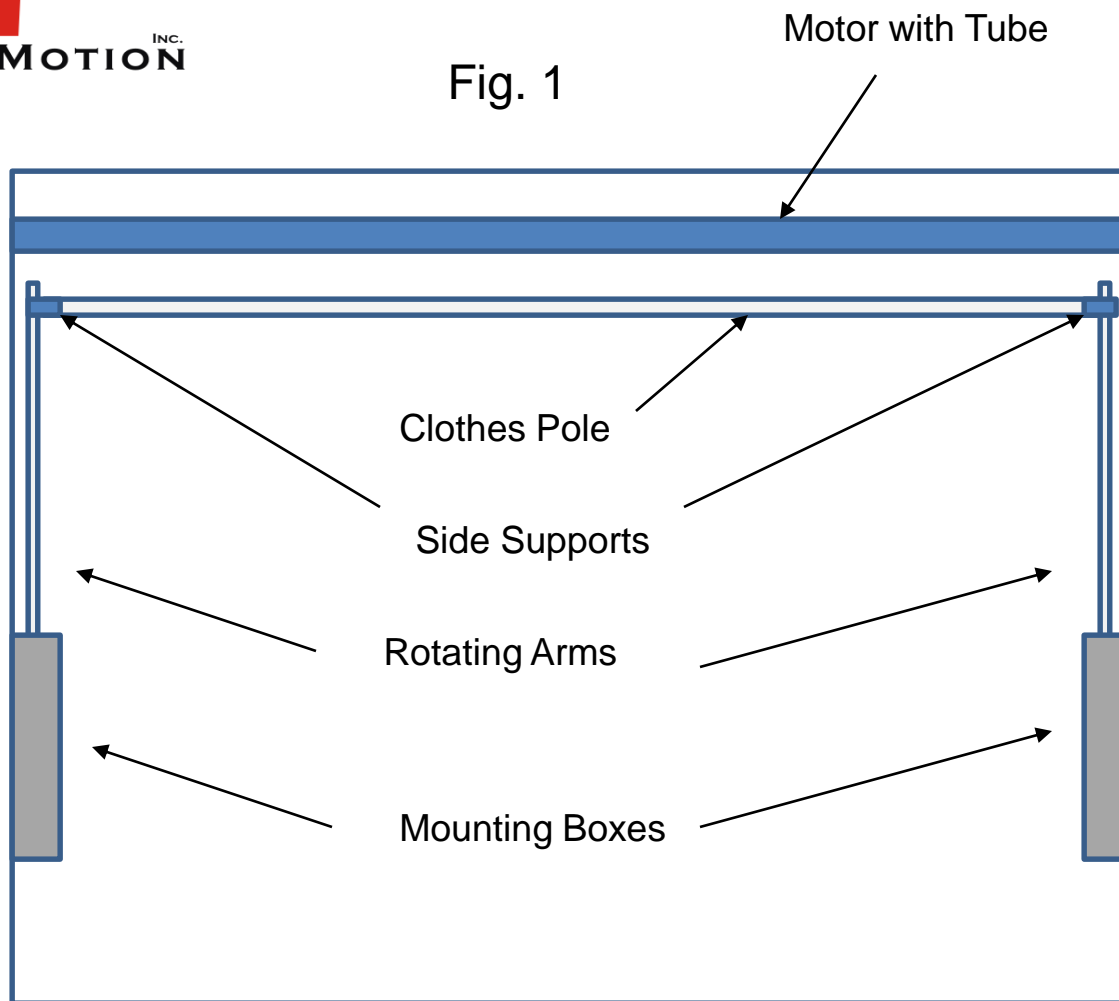 INC.
MOTION
Motor with Tube
Fig. 1
Clothes Pole
Side Supports
Rotating Arms
Mounting Boxes